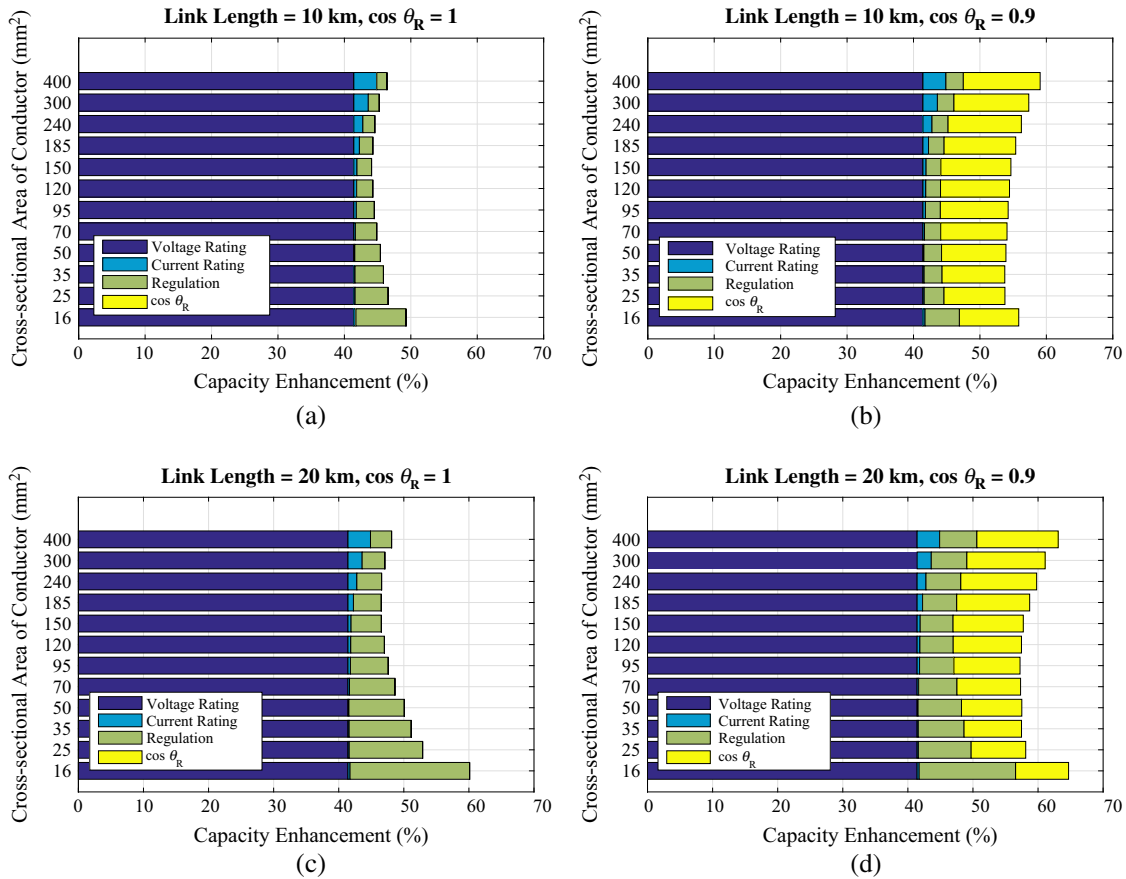 Link Length = 10 km, cos θR = 1
Cross-sectional Area of Conductor (mm²)
400
300
240
185
150
120
95
70
50
35
25
16
Voltage Rating
Current Rating
Regulation
cos θR
0 10 20 30 40 50 60 70
Capacity Enhancement (%)
(a)
Link Length = 10 km, cos θR = 0.9
Cross-sectional Area of Conductor (mm²)
400
300
240
185
150
120
95
70
50
35
25
16
Voltage Rating
Current Rating
Regulation
cos θR
0 10 20 30 40 50 60 70
Capacity Enhancement (%)
(b)
Link Length = 20 km, cos θR = 1
Cross-sectional Area of Conductor (mm²)
400
300
240
185
150
120
95
70
50
35
25
16
Voltage Rating
Current Rating
Regulation
cos θR
0 10 20 30 40 50 60 70
Capacity Enhancement (%)
(c)
Link Length = 20 km, cos θR = 0.9
Cross-sectional Area of Conductor (mm²)
400
300
240
185
150
120
95
70
50
35
25
16
Voltage Rating
Current Rating
Regulation
cos θR
0 10 20 30 40 50 60 70
Capacity Enhancement (%)
(d)